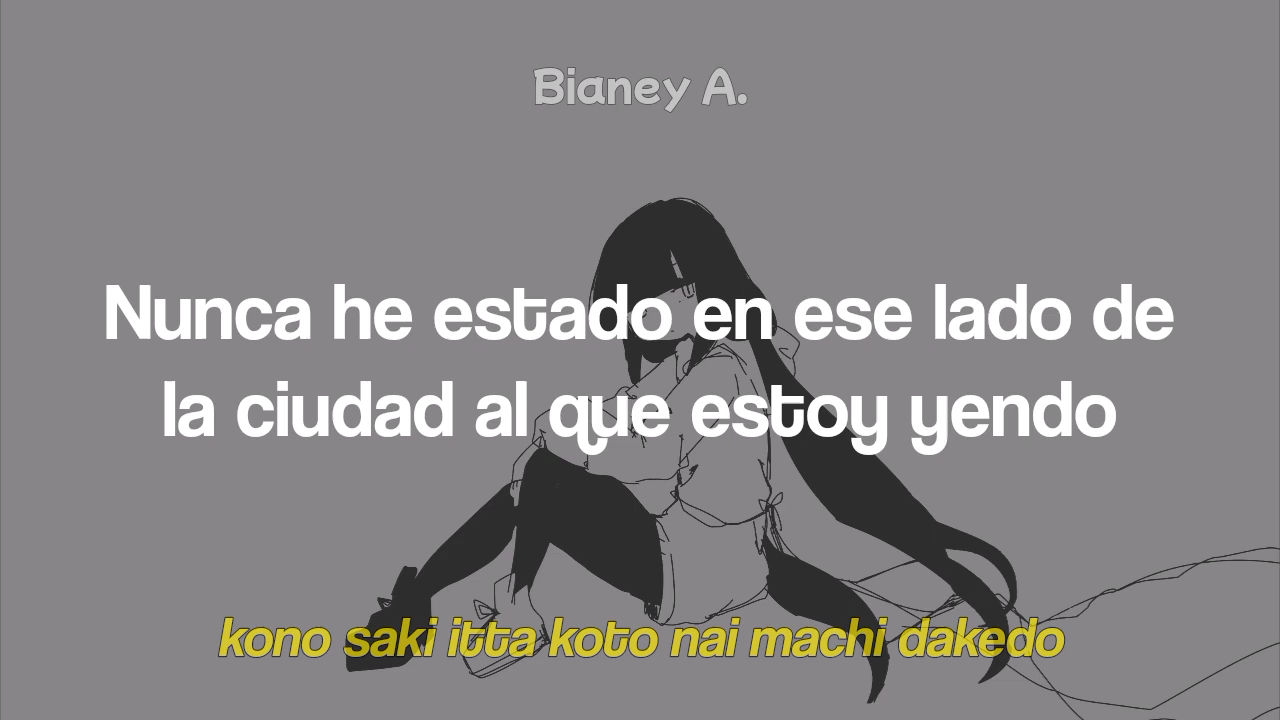 Bianey A.
Nunca he estado en ese lado de
la ciudad al que estoy yendo
kono saki itta koto nai machi dakedo